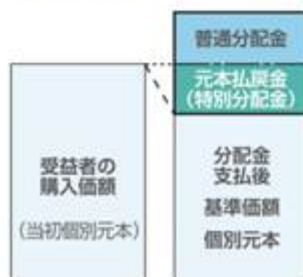 普通分配金
元本払戻金
(特別分配金)
受益者の
購入価額
(当初個別元本)
分配金
支払後
基準価額
個別元本